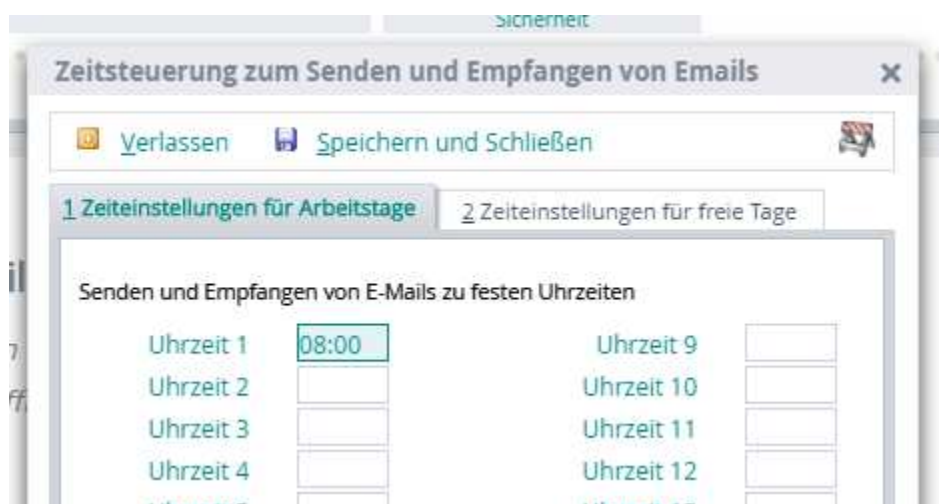 Sicherheit
Zeitsteuerung zum Senden und Empfangen von Emails
Verlassen Speichern und Schließen
1 Zeiteinstellungen für Arbeitstage 2 Zeiteinstellungen für freie Tage
Senden und Empfangen von E-Mails zu festen Uhrzeiten
Uhrzeit 1 08:00 Uhrzeit 9
Uhrzeit 2 Uhrzeit 10
Uhrzeit 3 Uhrzeit 11
Uhrzeit 4 Uhrzeit 12